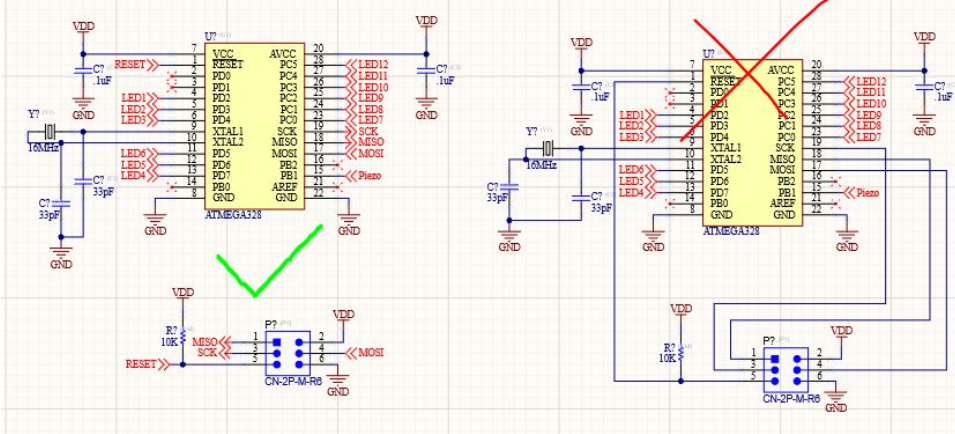 VDD
VDD
U?
7 VCC AVCC 20
RESET 1 RESET PC5 28 LED12
C?
.1uF
2 PD0 PC4 27 LED11
3 PD1 PC3 26 LED10
C?
.1uF
LED1 4 PD2 PC2 25 LED9
LED2 5 PD3 PC1 24 LED8
LED3 6 PD4 PC0 23 LED7
GND
GND
Y?
16MHz
9 XTAL1 SCK 19 SCK
10 XTAL2 MISO 18 MISO
LED6 11 PD5 MOSI 17 MOSI
LED5 12 PD6 PB2 16
LED4 13 PD7 PB1 15 Piezo
14 PB0 AREF 21
8 GND GND 22
C?
33pF
C?
33pF
ATMEGA328
GND
GND
GND
VDD
R?
10K
P?
VDD
MISO 1 2
SCK 3 4 MOSI
RESET 5 6
CN-2P-M-R6
GND
VDD
VDD
U?
7 VCC AVCC 20
1 RESET PC5 28 LED12
C?
.1uF
2 PD0 PC4 27 LED11
3 PD1 PC3 26 LED10
C?
.1uF
LED1 4 PD2 PC2 25 LED9
LED2 5 PD3 PC1 24 LED8
LED3 6 PD4 PC0 23 LED7
GND
GND
Y?
16MHz
9 XTAL1 SCK 19
10 XTAL2 MISO 18
LED6 11 PD5 MOSI 17
LED5 12 PD6 PB2 16
LED4 13 PD7 PB1 15 Piezo
14 PB0 AREF 21
8 GND GND 22
C?
33pF
C?
33pF
ATMEGA328
GND
GND
GND
VDD
R?
10K
P?
VDD
1 2
3 4
5 6
CN-2P-M-R6
GND